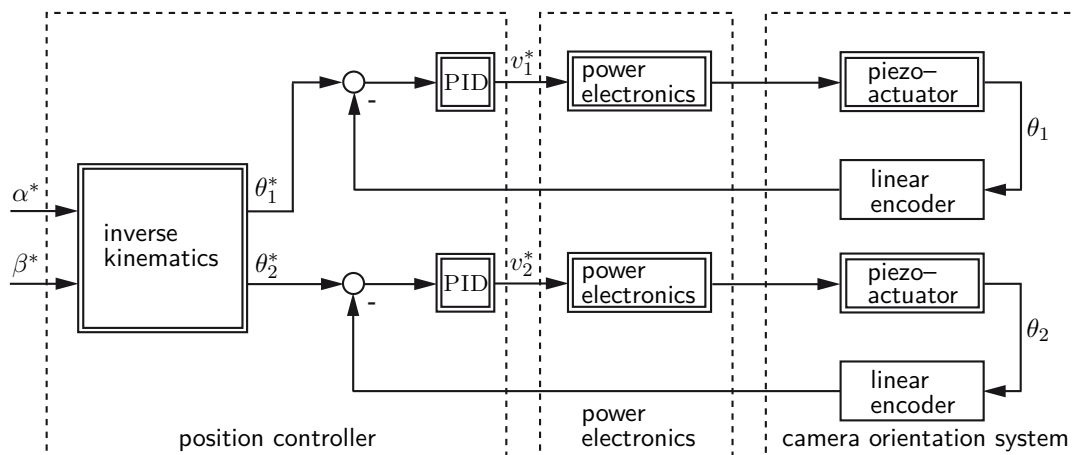 PID
v₁*
power
electronics
piezo–
actuator
-
θ₁
α*
θ₁*
linear
encoder
inverse
kinematics
β*
θ₂*
PID
v₂*
power
electronics
piezo–
actuator
-
θ₂
linear
encoder
position controller
power
electronics
camera orientation system